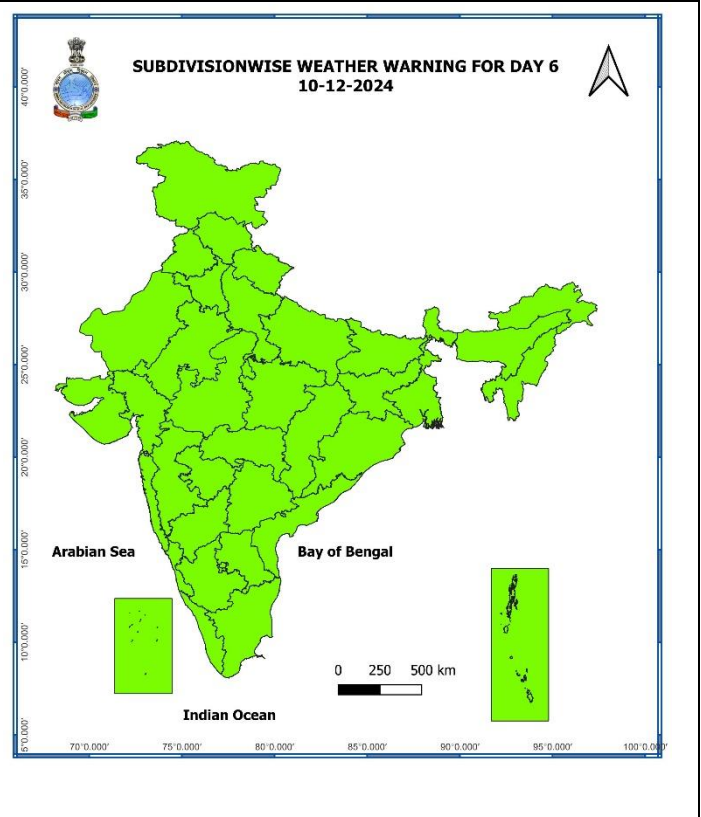 SUBDIVISIONWISE WEATHER WARNING FOR DAY 6
10-12-2024
40°0.000'
35°0.000'
30°0.000'
25°0.000'
20°0.000'
15°0.000'
10°0.000'
5°0.000'
Arabian Sea
Bay of Bengal
0 250 500 km
Indian Ocean
70°0.000' 75°0.000' 80°0.000' 85°0.000' 90°0.000' 95°0.000' 100°0.000'